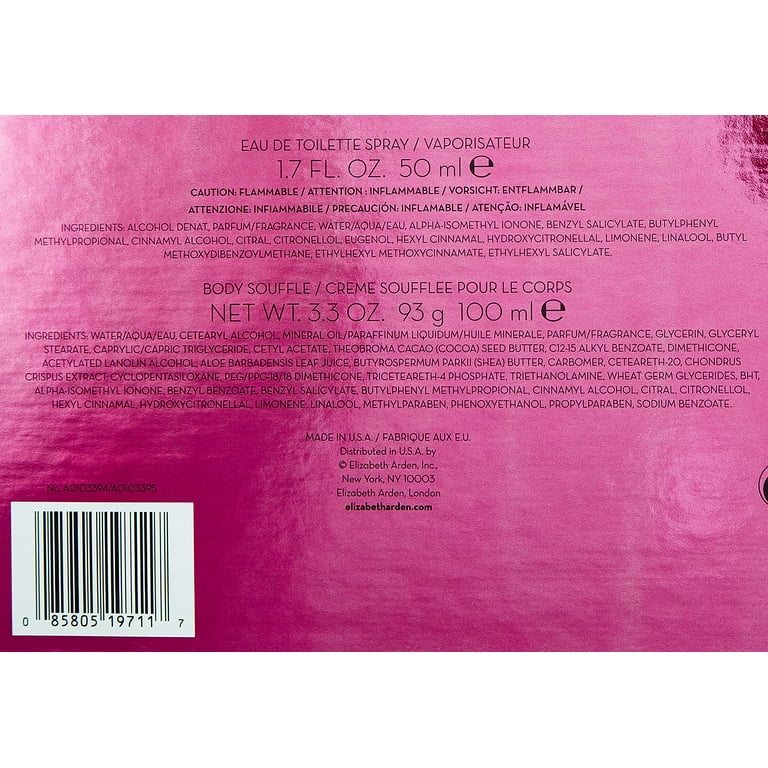 EAU DE TOILETTE SPRAY / VAPORISATEUR
1.7 FL. OZ. 50 ml ℮
CAUTION: FLAMMABLE / ATTENTION : INFLAMMABLE / VORSICHT: ENTFLAMMBAR /
ATTENZIONE: INFIAMMABILE / PRECAUCIÓN: INFLAMABLE / ATENÇÃO: INFLAMÁVEL
INGREDIENTS: ALCOHOL DENAT, PARFUM/FRAGRANCE, WATER/AQUA/EAU, ALPHA-ISOMETHYL IONONE, BENZYL SALICYLATE, BUTYLPHENYL
METHYLPROPIONAL, CINNAMYL ALCOHOL, CITRAL, CITRONELLOL, EUGENOL, HEXYL CINNAMAL, HYDROXYCITRONELLAL, LIMONENE, LINALOOL, BUTYL
METHOXYDIBENZOYLMETHANE, ETHYLHEXYL METHOXYCINNAMATE, ETHYLHEXYL SALICYLATE.
BODY SOUFFLE / CREME SOUFFLEE POUR LE CORPS
NET WT. 3.3 OZ. 93 g 100 ml ℮
INGREDIENTS: WATER/AQUA/EAU, CETEARYL ALCOHOL, MINERAL OIL/PARAFFINUM LIQUIDUM/HUILE MINERALE, PARFUM/FRAGRANCE, GLYCERIN, GLYCERYL
STEARATE, CAPRYLIC/CAPRIC TRIGLYCERIDE, CETYL ACETATE, THEOBROMA CACAO (COCOA) SEED BUTTER, C12-15 ALKYL BENZOATE, DIMETHICONE,
ACETYLATED LANOLIN ALCOHOL, ALOE BARBADENSIS LEAF JUICE, BUTYROSPERMUM PARKII (SHEA) BUTTER, CARBOMER, CETEARETH-20, CHONDRUS
CRISPUS EXTRACT, CYCLOPENTASILOXANE, PEG/PPG-18/18 DIMETHICONE, TRICETEARETH-4 PHOSPHATE, TRIETHANOLAMINE, WHEAT GERM GLYCERIDES, BHT,
ALPHA-ISOMETHYL IONONE, BENZYL BENZOATE, BENZYL SALICYLATE, BUTYLPHENYL METHYLPROPIONAL, CINNAMYL ALCOHOL, CITRAL, CITRONELLOL,
HEXYL CINNAMAL, HYDROXYCITRONELLAL, LIMONENE, LINALOOL, METHYLPARABEN, PHENOXYETHANOL, PROPYLPARABEN, SODIUM BENZOATE.
MADE IN U.S.A. / FABRIQUE AUX E.U.
Distributed in U.S.A. by
© Elizabeth Arden, Inc.,
New York, NY 10003
Elizabeth Arden, London
elizabetharden.com
No. A0103394/A0103395
0 85805 19711 7